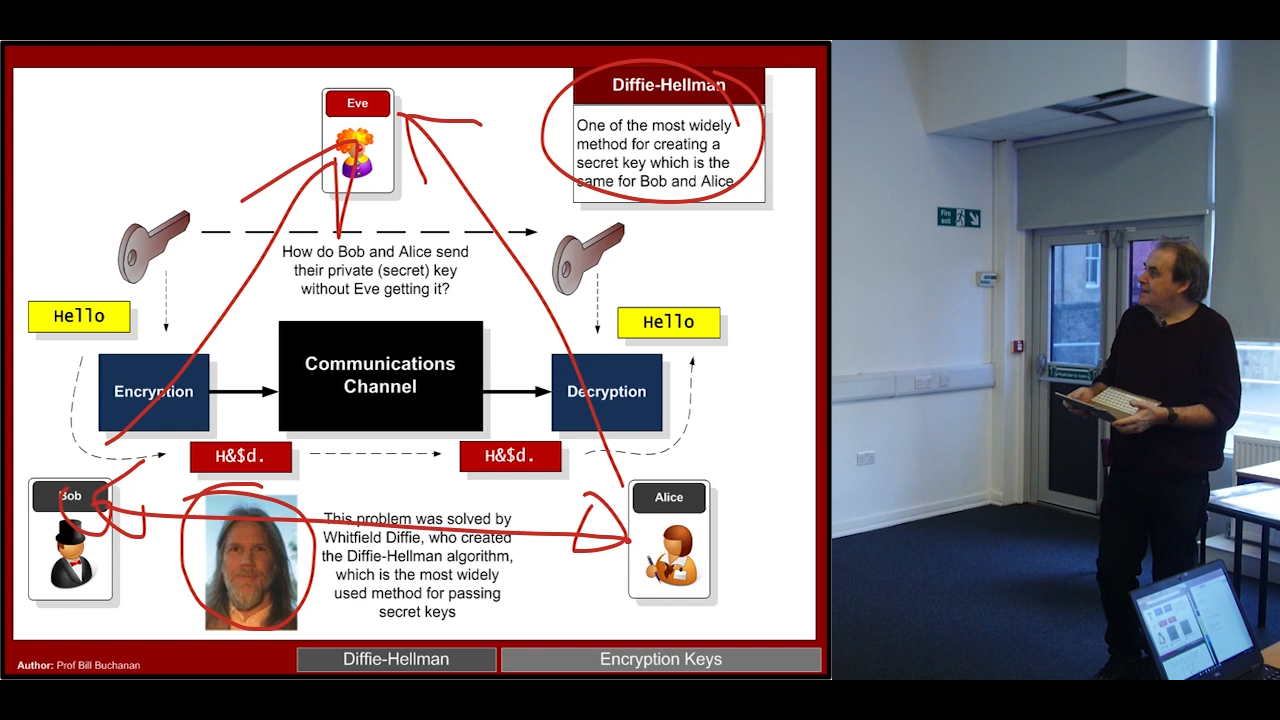 Eve
Diffie-Hellman
One of the most widely
method for creating a
secret key which is the
same for Bob and Alice
How do Bob and Alice send
their private (secret) key
without Eve getting it?
Hello
Hello
Encryption
Communications
Channel
Decryption
H&$d.
H&$d.
Bob
Alice
This problem was solved by
Whitfield Diffie, who created
the Diffie-Hellman algorithm,
which is the most widely
used method for passing
secret keys
Author: Prof Bill Buchanan
Diffie-Hellman
Encryption Keys
Fire
exit